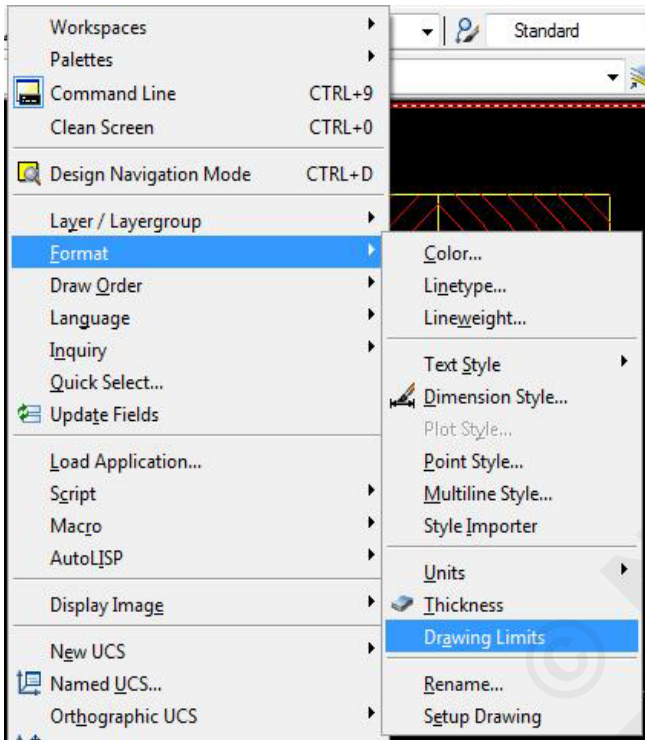 Standard
Workspaces
Palettes
Command Line CTRL+9
Clean Screen CTRL+0
Design Navigation Mode CTRL+D
Layer / Layergroup
Format
Draw Order
Language
Inquiry
Quick Select...
Update Fields
Load Application...
Script
Macro
AutoLISP
Display Image
New UCS
Named UCS...
Orthographic UCS
Color...
Linetype...
Lineweight...
Text Style
Dimension Style...
Plot Style...
Point Style...
Multiline Style...
Style Importer
Units
Thickness
Drawing Limits
Rename...
Setup Drawing
©